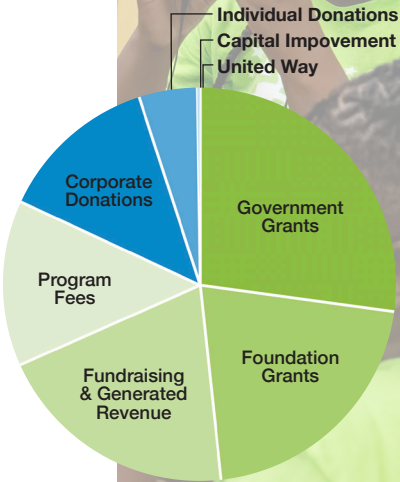 Individual Donations
Capital Impovement
United Way
Corporate
Donations
Government
Grants
Program
Fees
Foundation
Grants
Fundraising
& Generated
Revenue